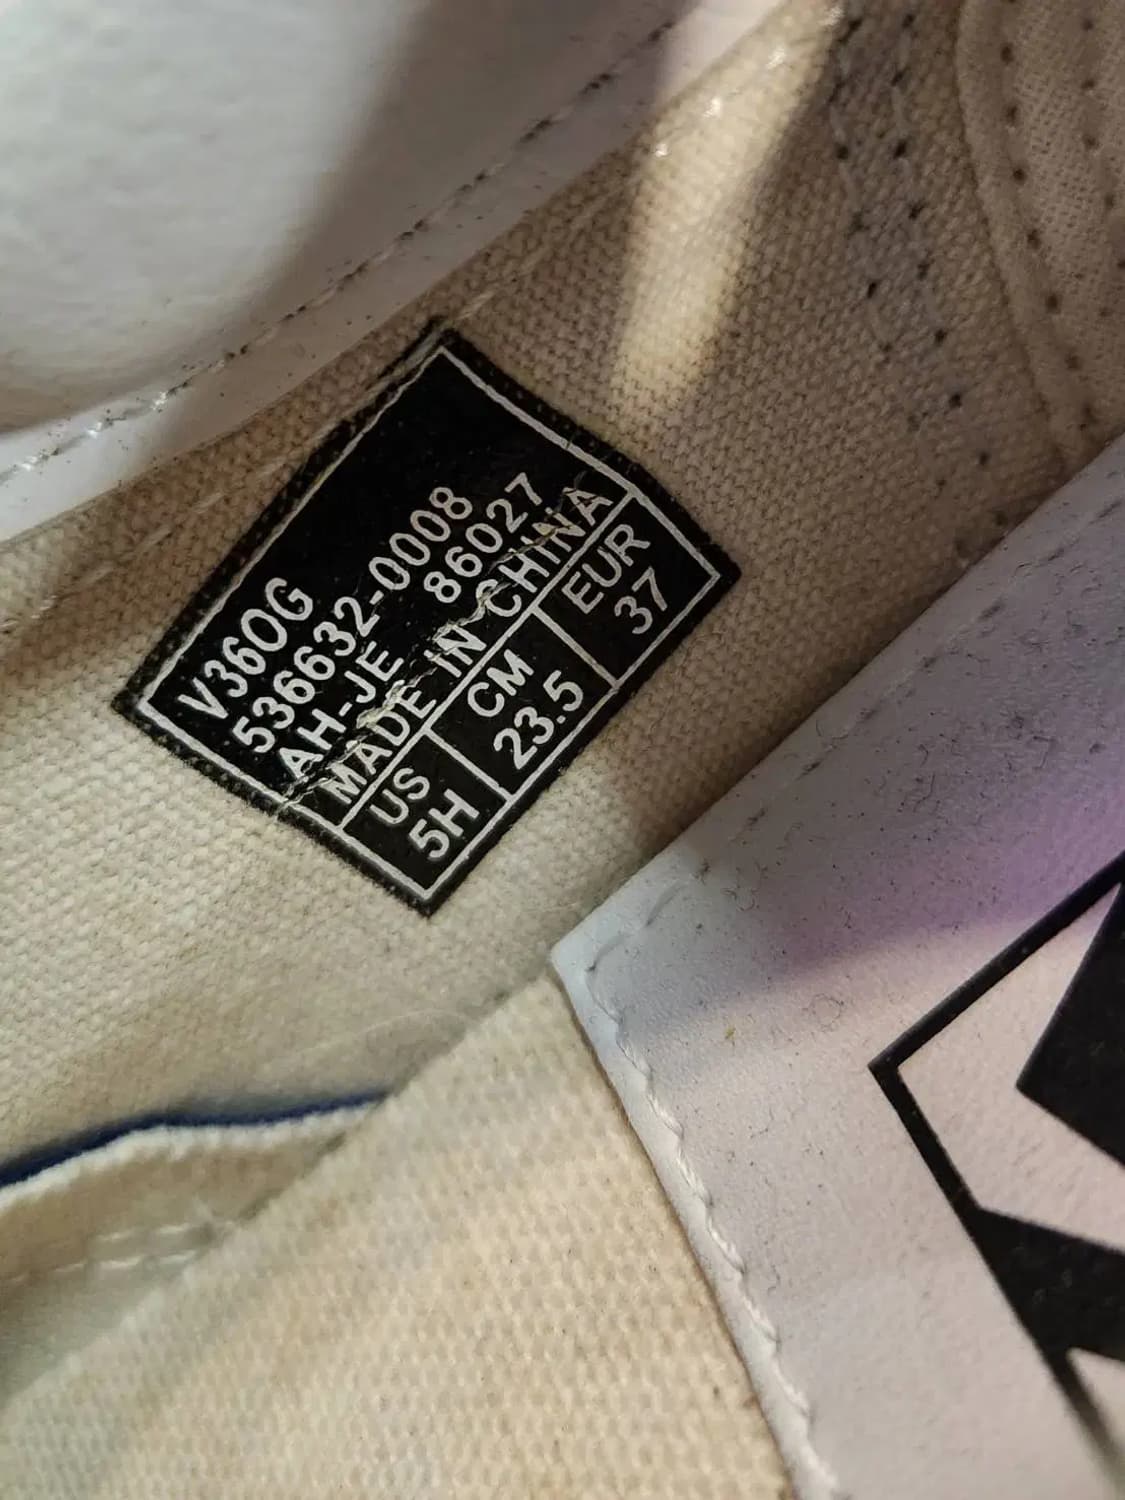 V36OG
536632-0008
AH-JE 86027
MADE IN CHINA
US CM EUR
5H 23.5 37